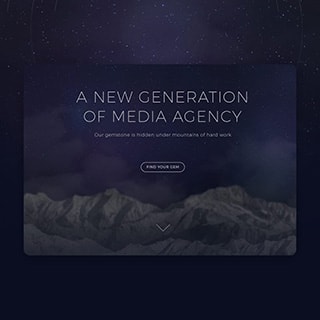 A NEW GENERATION
OF MEDIA AGENCY
Our gemstone is hidden under mountains of hard work
FIND YOUR GEM